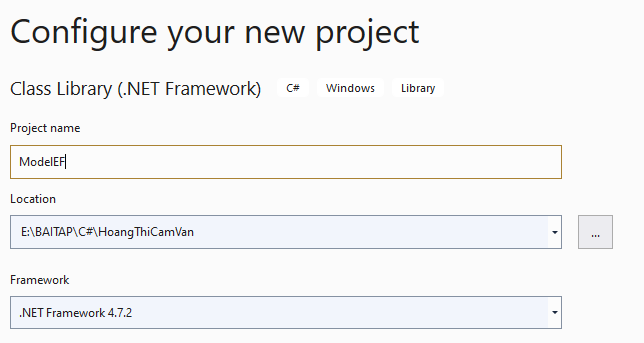 Configure your new project
Class Library (.NET Framework) C# Windows Library
Project name
ModelEF
Location
E:\BAITAP\C#\HoangThiCamVan
...
Framework
.NET Framework 4.7.2